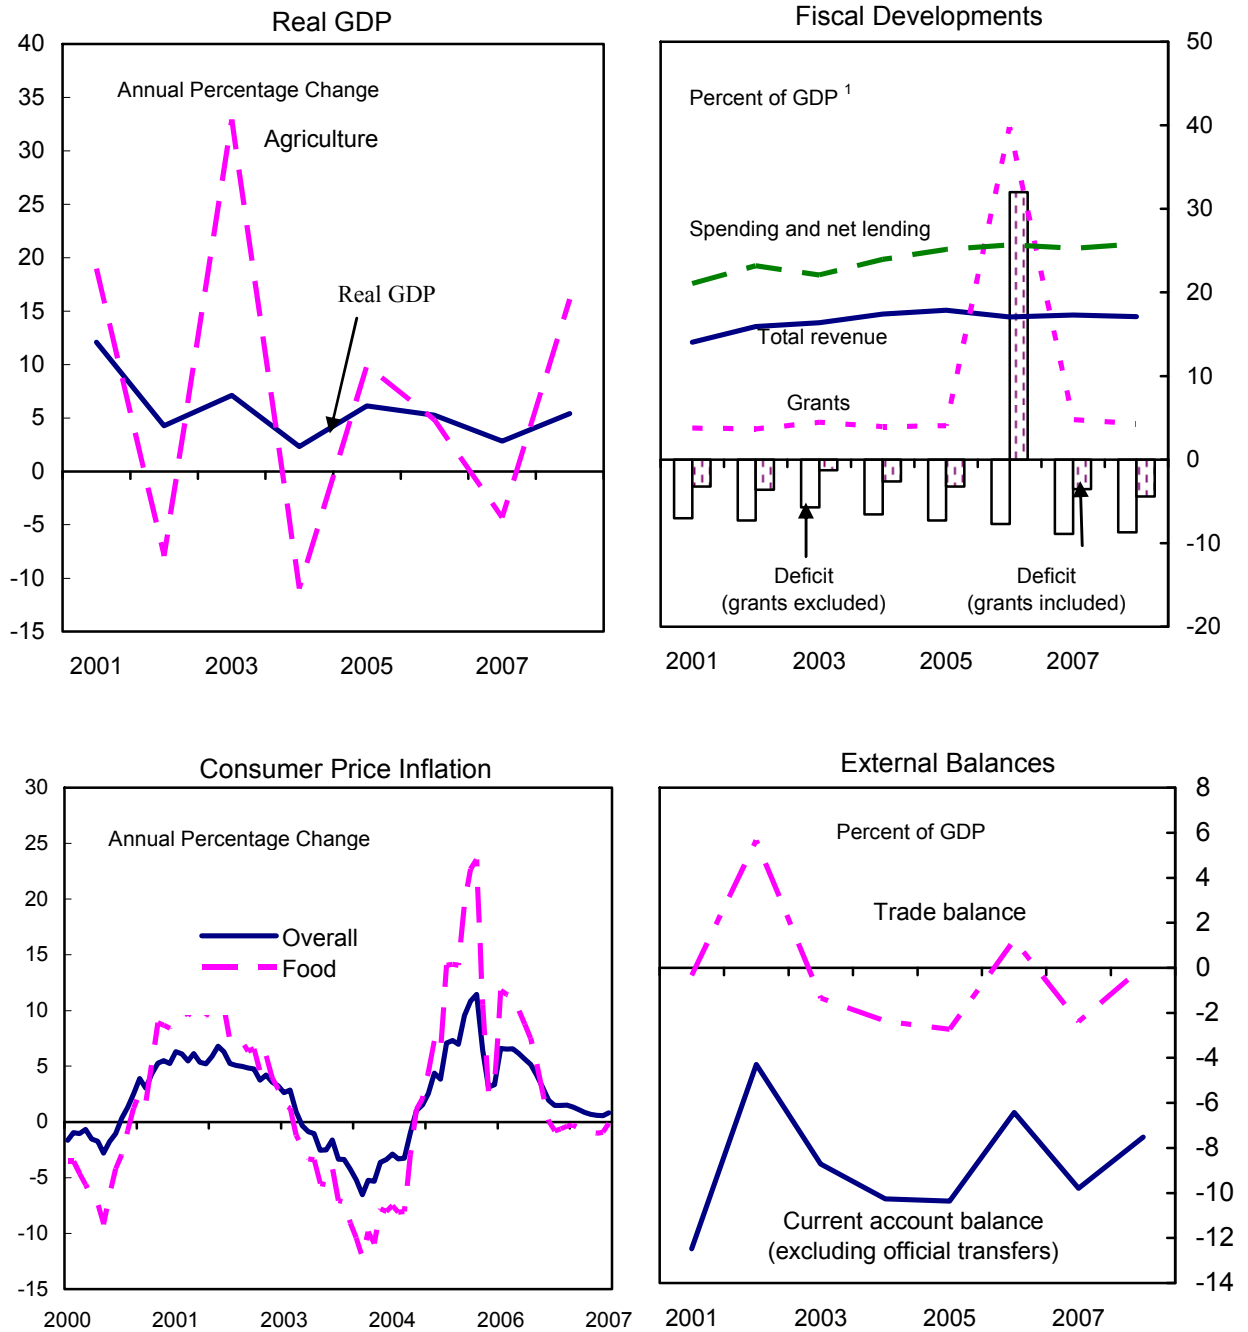 Real GDP
40
35
30
25
20
15
10
5
0
-5
-10
-15
Annual Percentage Change
Agriculture
Real GDP
2001
2003
2005
2007
Fiscal Developments
50
40
30
20
10
0
-10
-20
Percent of GDP 1
Spending and net lending
Total revenue
Grants
Deficit
(grants excluded)
Deficit
(grants included)
2001
2003
2005
2007
Consumer Price Inflation
30
25
20
15
10
5
0
-5
-10
-15
Annual Percentage Change
Overall
Food
2000
2001
2003
2004
2006
2007
External Balances
8
6
4
2
0
-2
-4
-6
-8
-10
-12
-14
Percent of GDP
Trade balance
Current account balance
(excluding official transfers)
2001
2003
2005
2007